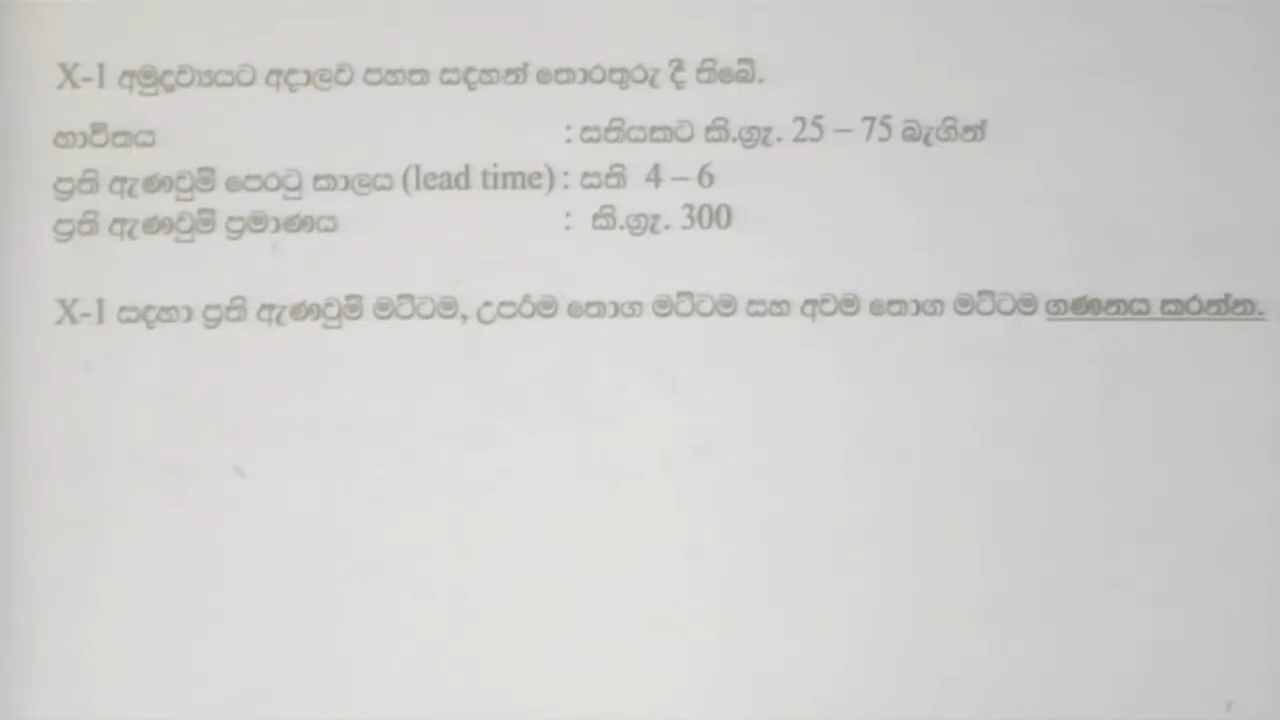 X-1 අමුද්‍රව්‍යයට අදාලව පහත සඳහන් තොරතුරු දී තිබේ.
භාවිතය : සතියකට කි.ග්‍රෑ. 25 – 75 බැගින්
ප්‍රති ඇණවුම් පෙරටු කාලය (lead time) : සති 4 – 6
ප්‍රති ඇණවුම් ප්‍රමාණය : කි.ග්‍රෑ. 300
X-1 සඳහා ප්‍රති ඇණවුම් මට්ටම, උපරිම තොග මට්ටම සහ අවම තොග මට්ටම ගණනය කරන්න.